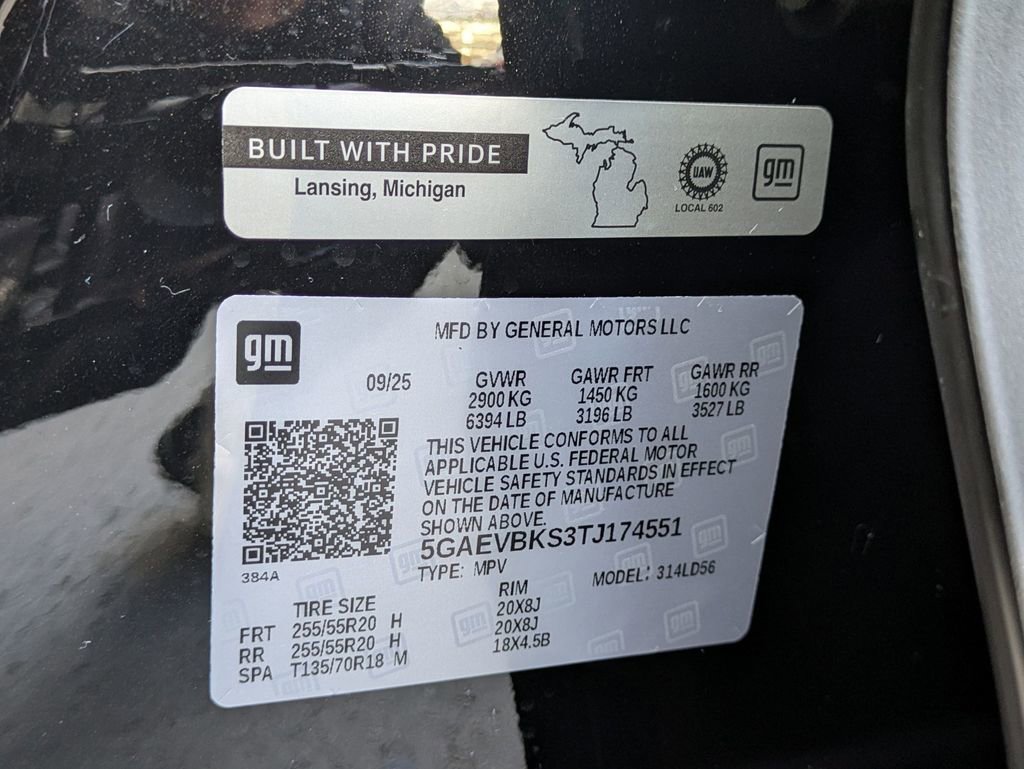 BUILT WITH PRIDE
Lansing, Michigan
UAW
LOCAL 602
gm
gm
MFD BY GENERAL MOTORS LLC
09/25
GVWR GAWR FRT GAWR RR
2900 KG 1450 KG 1600 KG
6394 LB 3196 LB 3527 LB
THIS VEHICLE CONFORMS TO ALL
APPLICABLE U.S. FEDERAL MOTOR
VEHICLE SAFETY STANDARDS IN EFFECT
ON THE DATE OF MANUFACTURE
SHOWN ABOVE.
5GAEVBKS3TJ174551
384A
TYPE: MPV MODEL: 314LD56
TIRE SIZE RIM
FRT 255/55R20 H 20X8J
RR 255/55R20 H 20X8J
SPA T135/70R18 M 18X4.5B